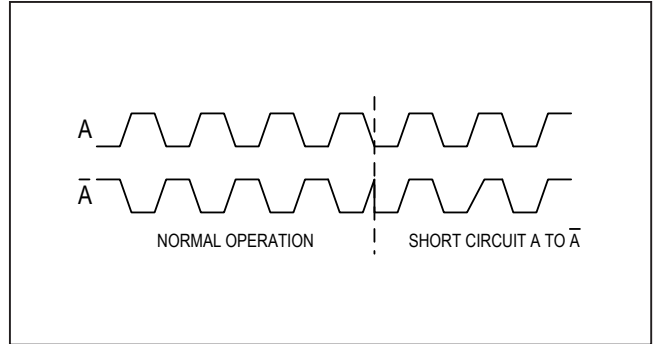 A
A̅
NORMAL OPERATION
SHORT CIRCUIT A TO A̅